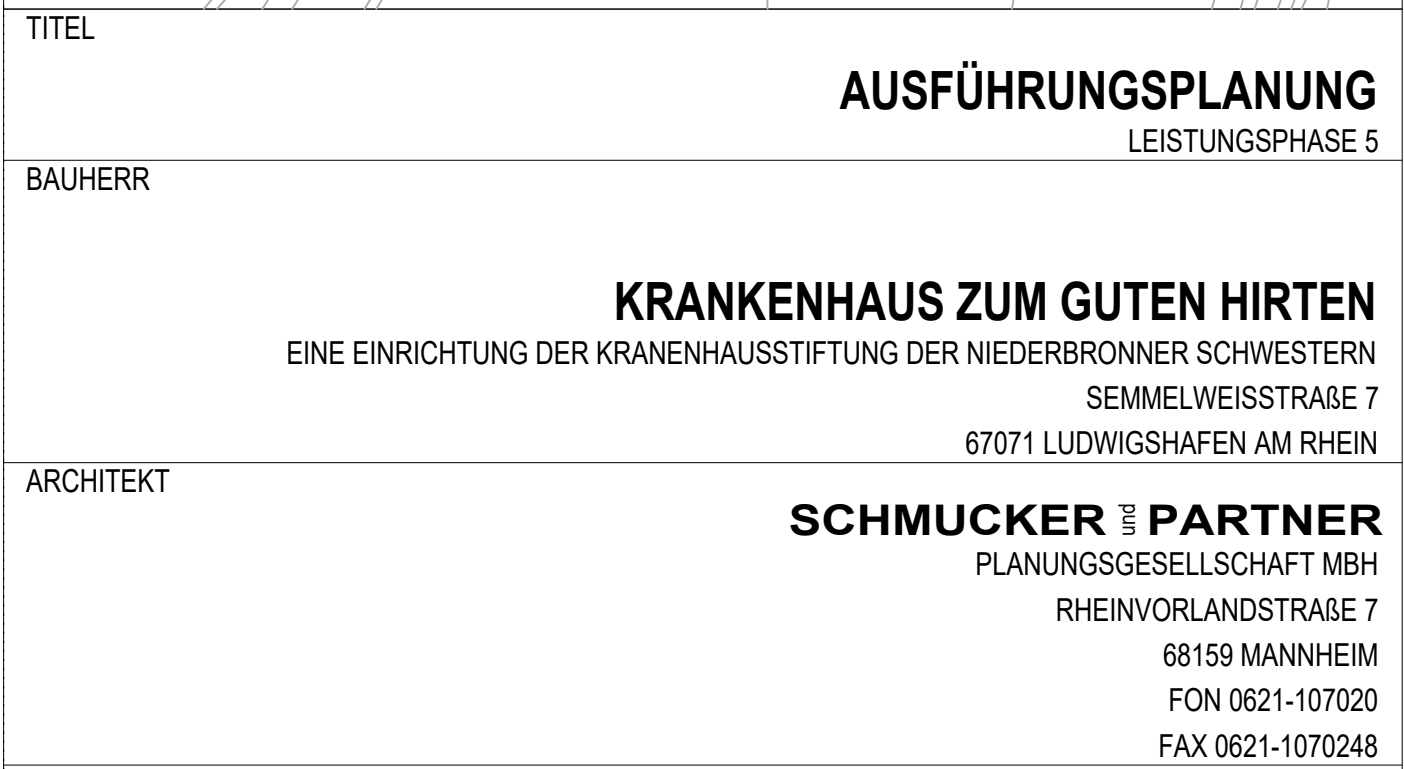 TITEL
AUSFÜHRUNGSPLANUNG
LEISTUNGSPHASE 5
BAUHERR
KRANKENHAUS ZUM GUTEN HIRTEN
EINE EINRICHTUNG DER KRANENHAUSSTIFTUNG DER NIEDERBRONNER SCHWESTERN
SEMMELWEISSTRAßE 7
67071 LUDWIGSHAFEN AM RHEIN
ARCHITEKT
SCHMUCKER und PARTNER
PLANUNGSGESELLSCHAFT MBH
RHEINVORLANDSTRAßE 7
68159 MANNHEIM
FON 0621-107020
FAX 0621-1070248